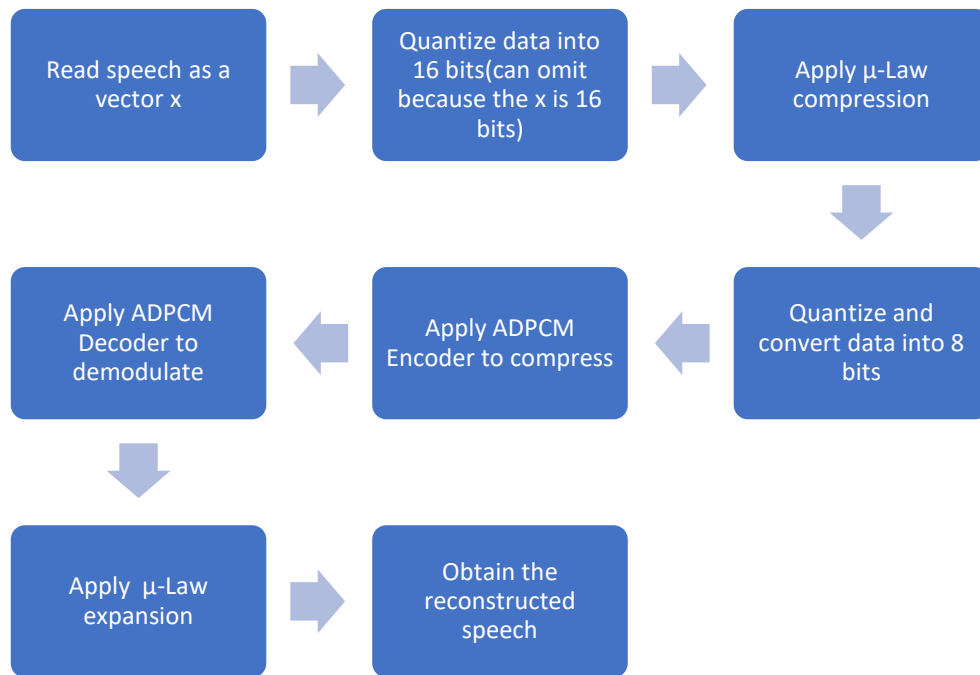 Read speech as a
vector x
Quantize data into
16 bits(can omit
because the x is 16
bits)
Apply µ-Law
compression
Quantize and
convert data into 8
bits
Apply ADPCM
Encoder to compress
Apply ADPCM
Decoder to
demodulate
Apply  µ-Law
expansion
Obtain the
reconstructed
speech